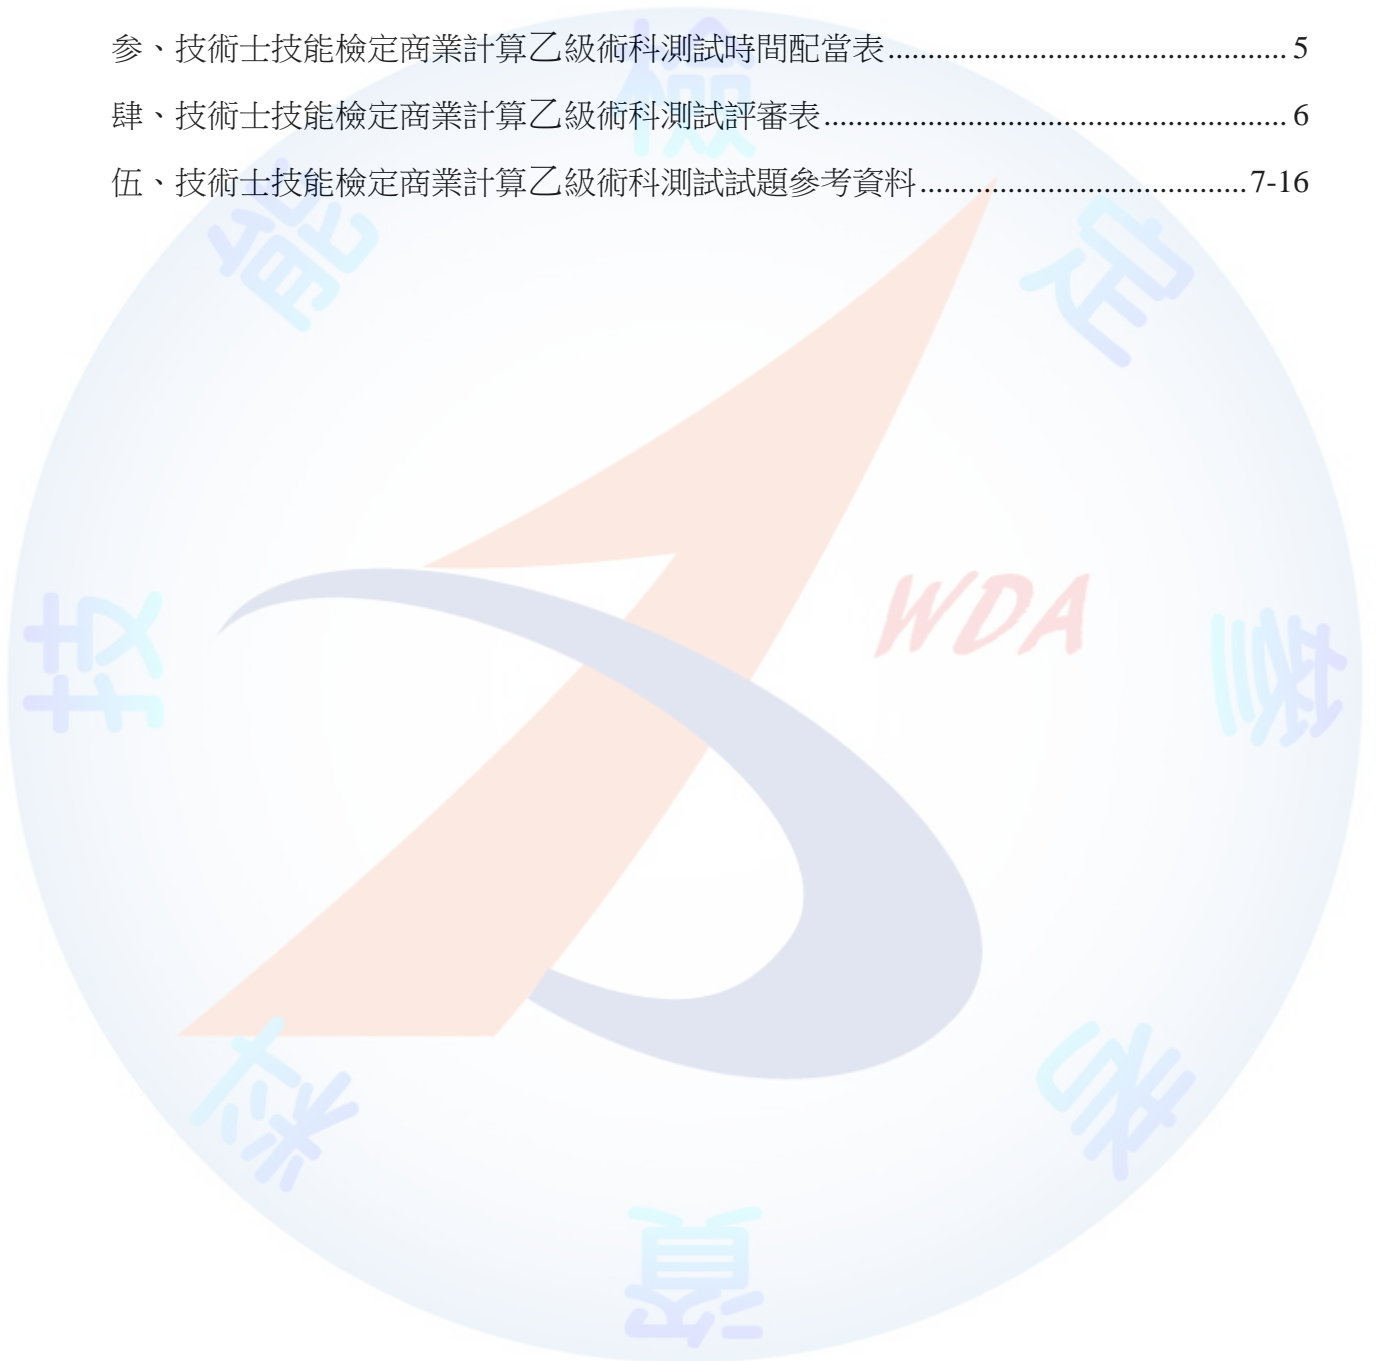 參、技術士技能檢定商業計算乙級術科測試時間配當表.................................................. 5
肆、技術士技能檢定商業計算乙級術科測試評審表.......................................................... 6
伍、技術士技能檢定商業計算乙級術科測試試題參考資料.........................................7-16
檢
能
定
技
WDA
參
科
考
資